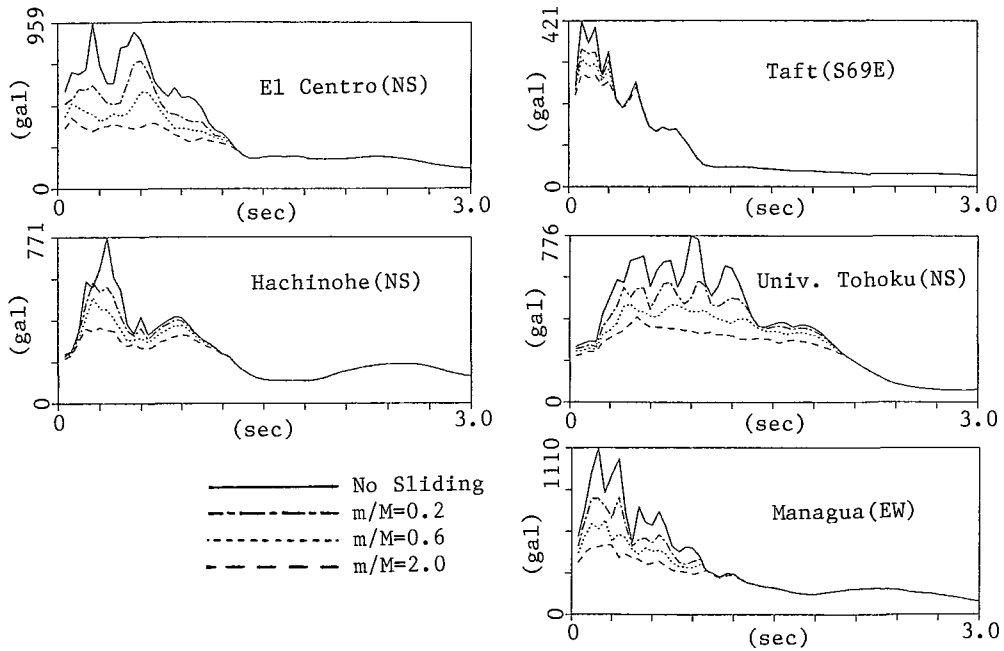 959
El Centro(NS)
(gal)
0
0
(sec)
3.0
421
Taft(S69E)
(gal)
0
0
(sec)
3.0
771
Hachinohe(NS)
(gal)
0
0
(sec)
3.0
776
Univ. Tohoku(NS)
(gal)
0
0
(sec)
3.0
No Sliding
m/M=0.2
m/M=0.6
m/M=2.0
1110
Managua(EW)
(gal)
0
0
(sec)
3.0